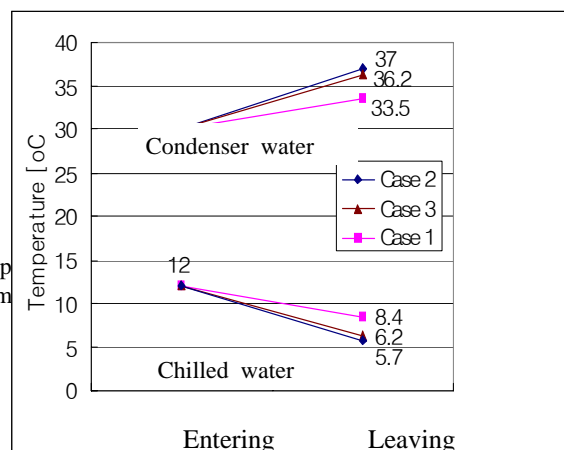 40
37
35
36.2
33.5
30
Condenser water
25
Case 2
20
Case 3
Case 1
15
12
10
8.4
6.2
5
5.7
Chilled water
0
Temperature [oC
Entering
Leaving
p